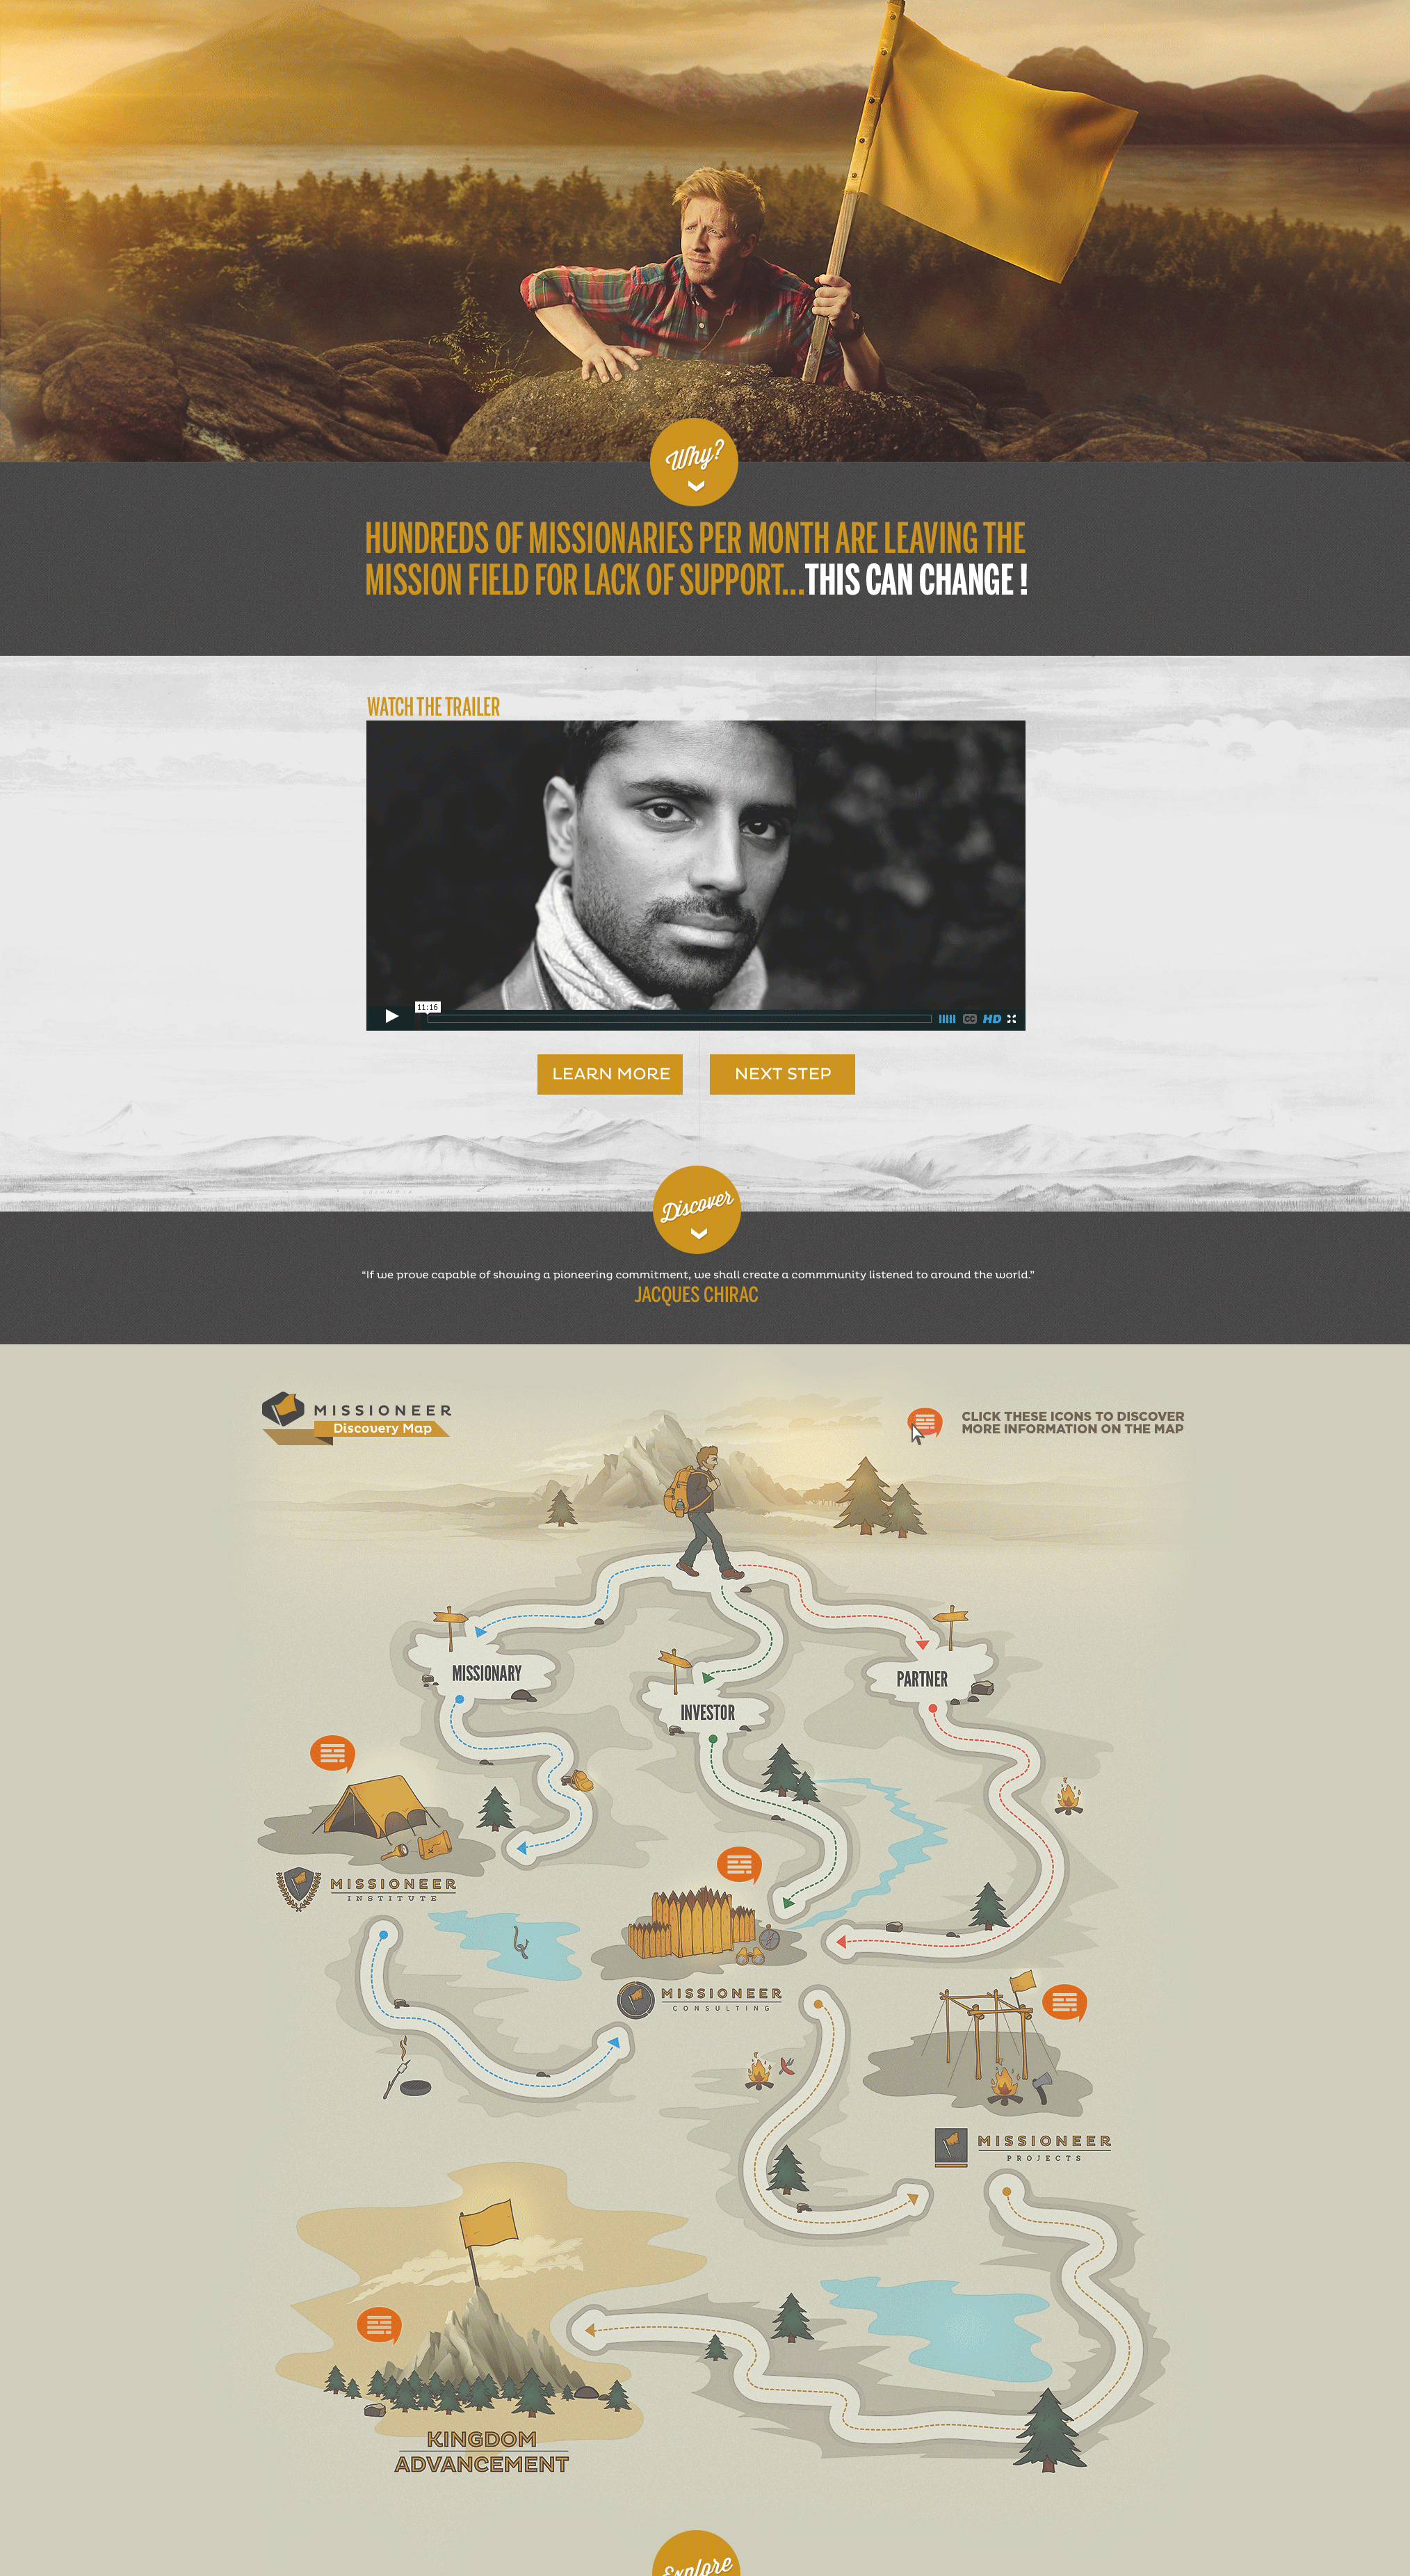 Why?
HUNDREDS OF MISSIONARIES PER MONTH ARE LEAVING THE
MISSION FIELD FOR LACK OF SUPPORT...THIS CAN CHANGE !
WATCH THE TRAILER
11:16
CC HD
LEARN MORE
NEXT STEP
Discover
“If we prove capable of showing a pioneering commitment, we shall create a commmunity listened to around the world.”
JACQUES CHIRAC
MISSIONEER
Discovery Map
CLICK THESE ICONS TO DISCOVER
MORE INFORMATION ON THE MAP
MISSIONARY
PARTNER
INVESTOR
MISSIONEER
INSTITUTE
MISSIONEER
CONSULTING
MISSIONEER
PROJECTS
KINGDOM
ADVANCEMENT
Explore